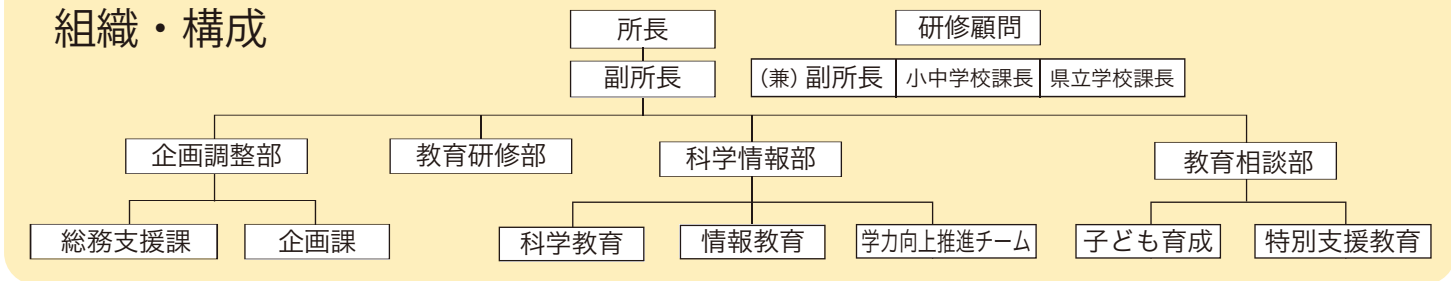 組織・構成
所長
研修顧問
副所長
(兼)副所長 小中学校課長 県立学校課長
企画調整部 教育研修部 科学情報部 教育相談部
総務支援課 企画課 科学教育 情報教育 学力向上推進チーム 子ども育成 特別支援教育